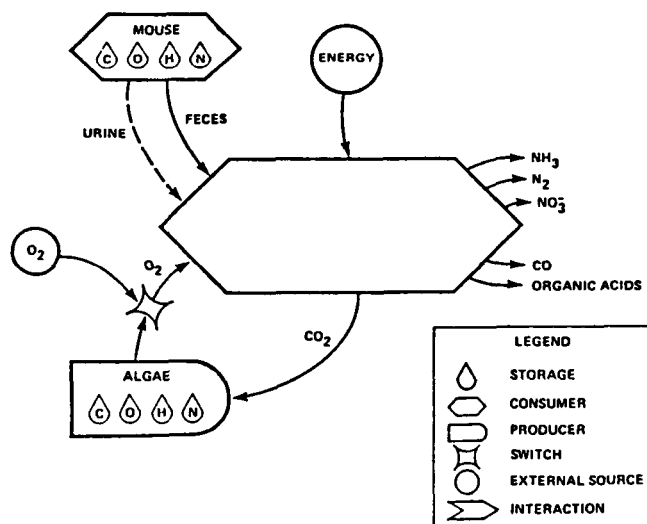 MOUSE
C O H N
ENERGY
URINE
FECES
NH₃
N₂
NO₃⁻
O₂
O₂
CO
ORGANIC ACIDS
CO₂
ALGAE
C O H N
LEGEND
STORAGE
CONSUMER
PRODUCER
SWITCH
EXTERNAL SOURCE
INTERACTION